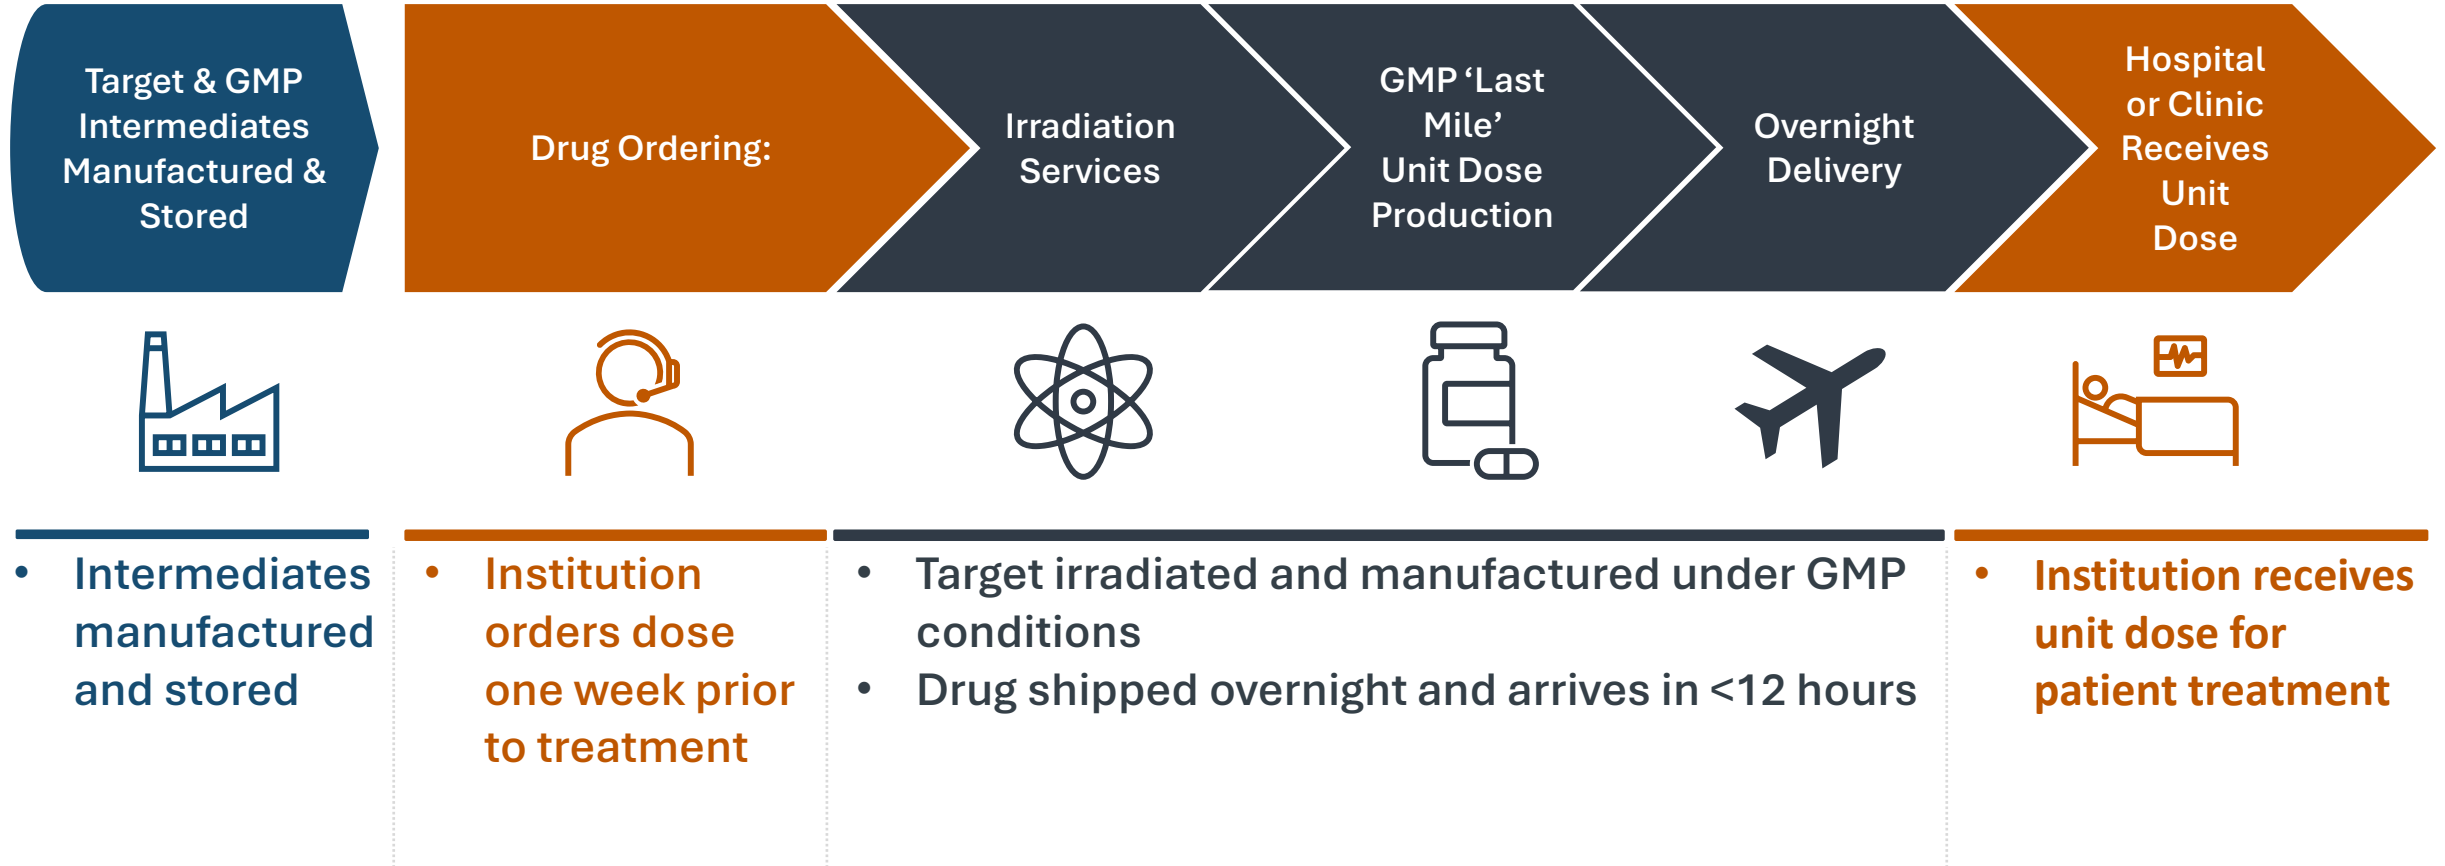 Target & GMP
Intermediates
Manufactured &
Stored
Drug Ordering:
Irradiation
Services
GMP ‘Last
Mile’
Unit Dose
Production
Overnight
Delivery
Hospital
or Clinic
Receives
Unit
Dose
• Intermediates
manufactured
and stored
• Institution
orders dose
one week prior
to treatment
• Target irradiated and manufactured under GMP
conditions
• Drug shipped overnight and arrives in <12 hours
• Institution receives
unit dose for
patient treatment